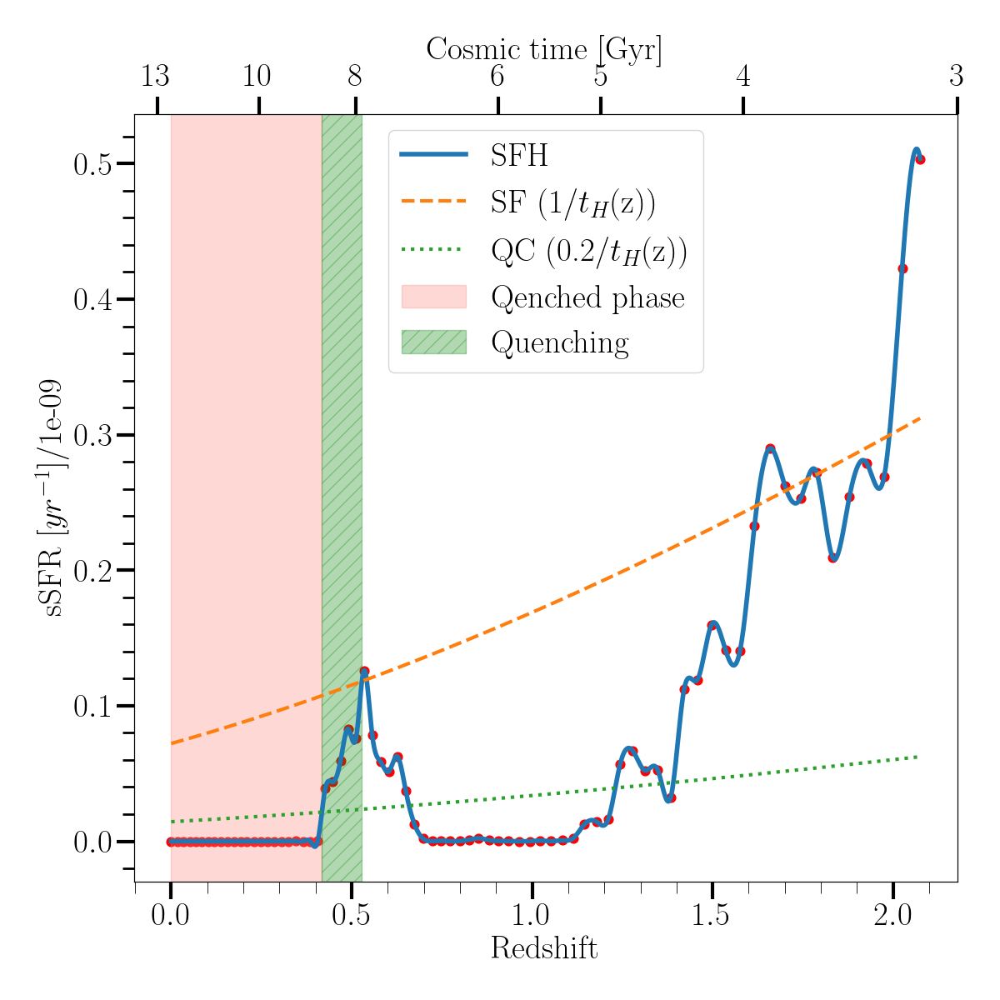 Cosmic time [Gyr]
13 10 8 6 5 4 3
SFH
SF (1/t_H(z))
QC (0.2/t_H(z))
Qenched phase
Quenching
sSFR [yr^{-1}]/1e-09
0.5
0.4
0.3
0.2
0.1
0.0
0.0 0.5 1.0 1.5 2.0
Redshift